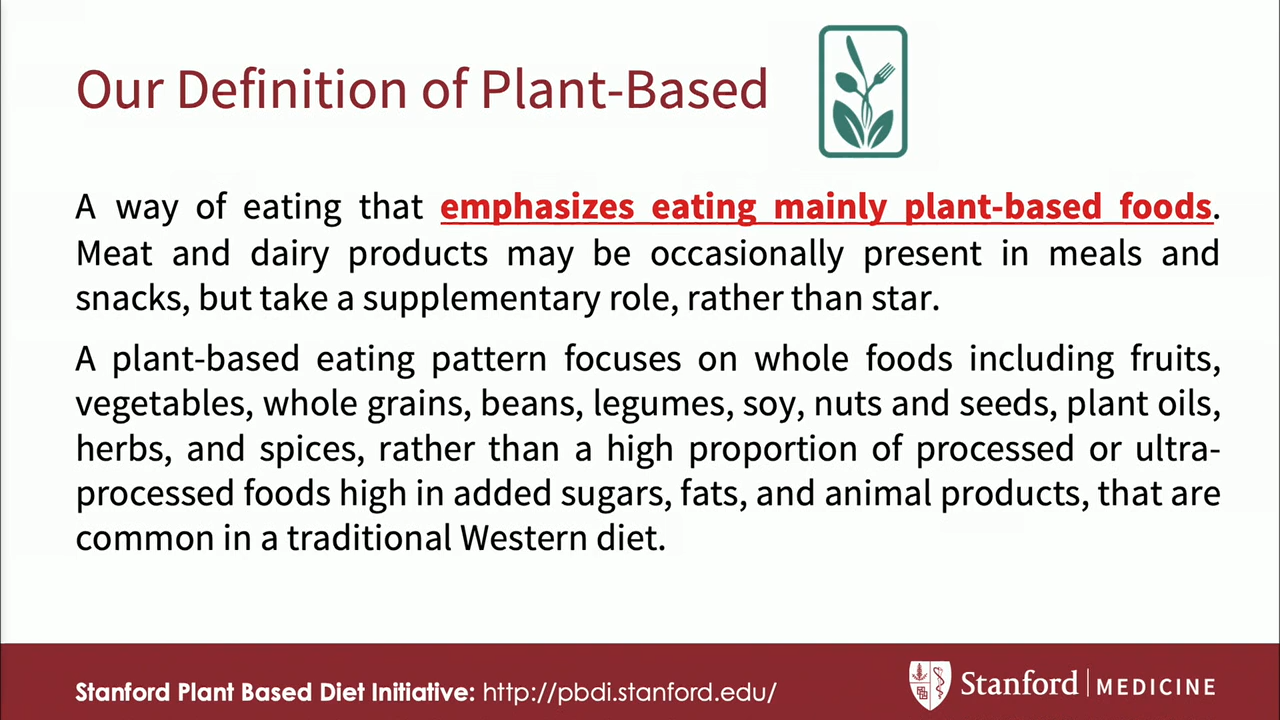 Our Definition of Plant-Based
A way of eating that emphasizes eating mainly plant-based foods.
Meat and dairy products may be occasionally present in meals and
snacks, but take a supplementary role, rather than star.
A plant-based eating pattern focuses on whole foods including fruits,
vegetables, whole grains, beans, legumes, soy, nuts and seeds, plant oils,
herbs, and spices, rather than a high proportion of processed or ultra-
processed foods high in added sugars, fats, and animal products, that are
common in a traditional Western diet.
Stanford Plant Based Diet Initiative: http://pbdi.stanford.edu/
Stanford MEDICINE